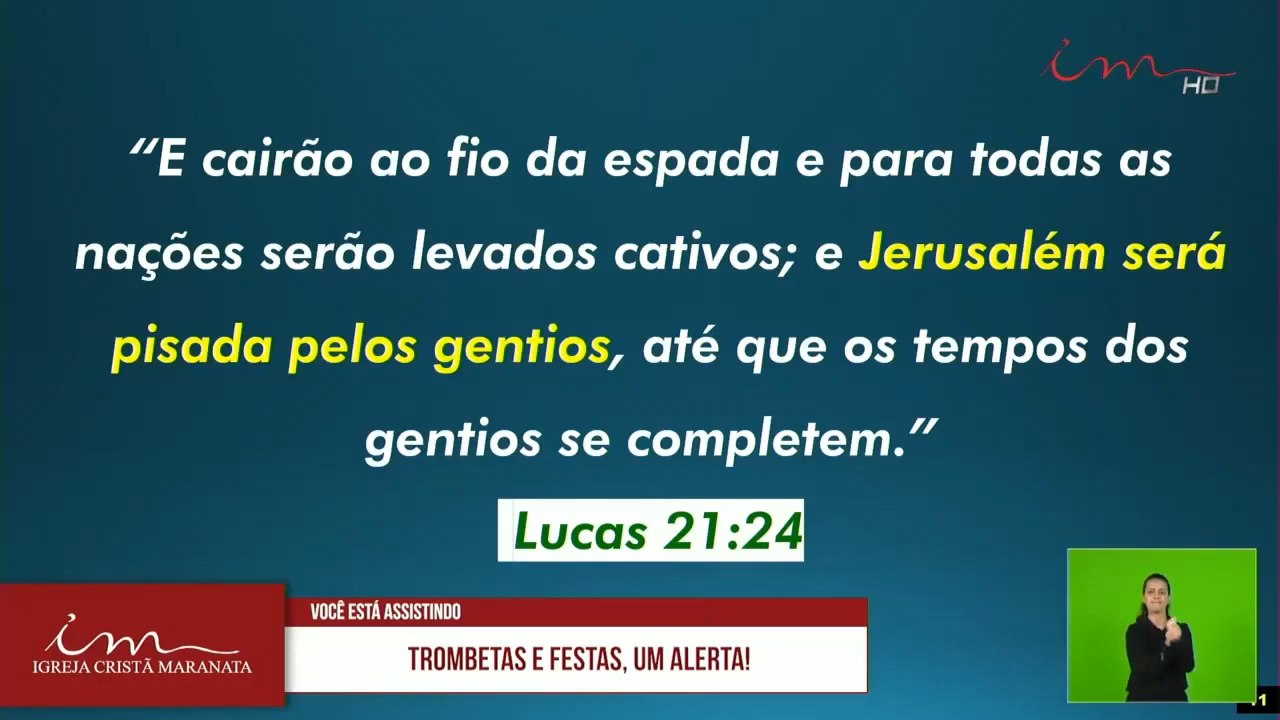 im
HD
“E cairão ao fio da espada e para todas as
nações serão levados cativos; e Jerusalém será
pisada pelos gentios, até que os tempos dos
gentios se completem.”
Lucas 21:24
VOCÊ ESTÁ ASSISTINDO
im
IGREJA CRISTÃ MARANATA
TROMBETAS E FESTAS, UM ALERTA!